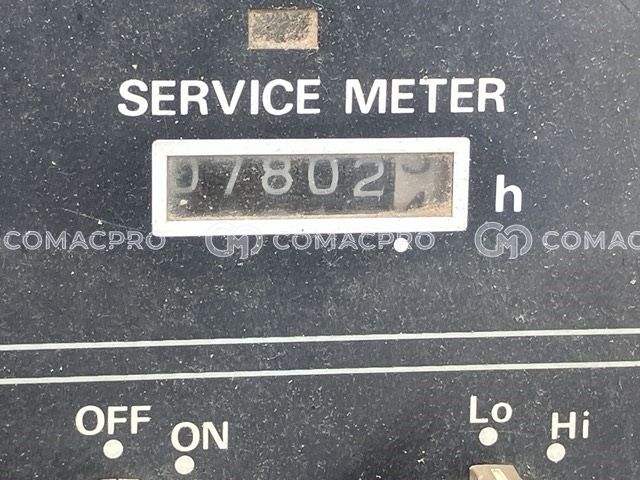 SERVICE METER
07802 h
COMACPRO COMACPRO COMAC
OFF ON Lo Hi